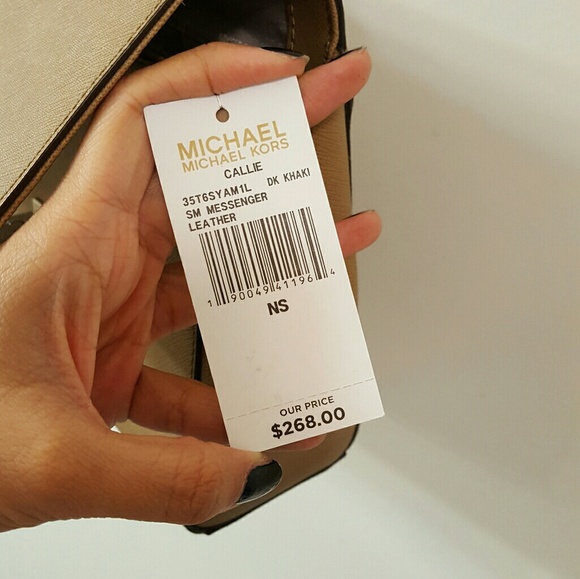 MICHAEL
MICHAEL KORS
CALLIE
35T6SYAM1L DK KHAKI
SM MESSENGER
LEATHER
1 90049 41196 4
NS
OUR PRICE
$268.00